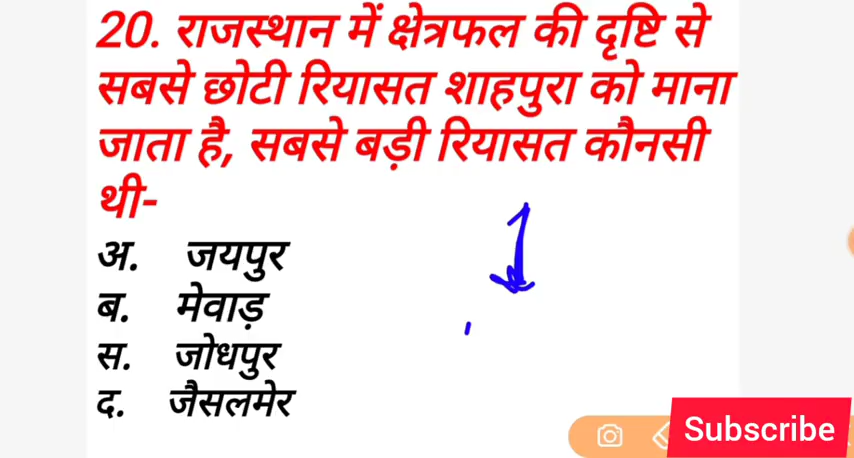 20. राजस्थान में क्षेत्रफल की दृष्टि से
सबसे छोटी रियासत शाहपुरा को माना
जाता है, सबसे बड़ी रियासत कौनसी
थी-
अ. जयपुर
ब. मेवाड़
स. जोधपुर
द. जैसलमेर
Subscribe